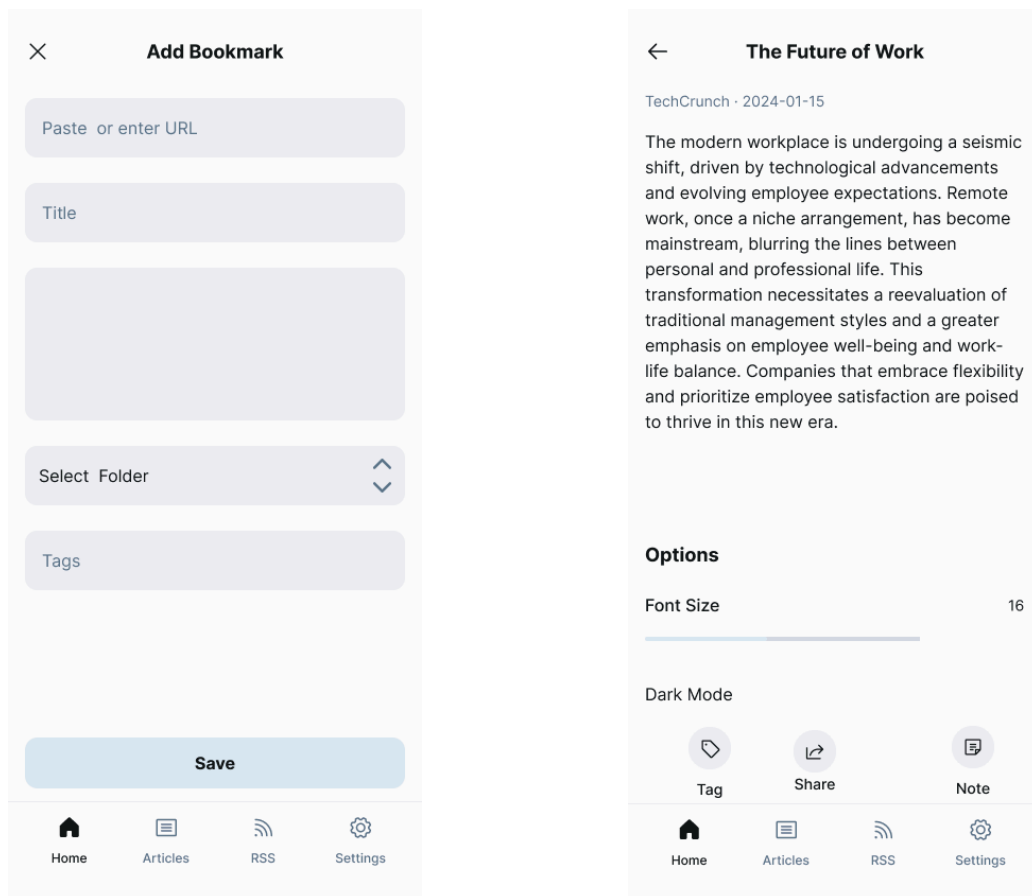 Add Bookmark
Paste  or enter URL
Title
Select  Folder
Tags
Save
Home
Articles
RSS
Settings
The Future of Work
TechCrunch · 2024-01-15
The modern workplace is undergoing a seismic
shift, driven by technological advancements
and evolving employee expectations. Remote
work, once a niche arrangement, has become
mainstream, blurring the lines between
personal and professional life. This
transformation necessitates a reevaluation of
traditional management styles and a greater
emphasis on employee well-being and work-
life balance. Companies that embrace flexibility
and prioritize employee satisfaction are poised
to thrive in this new era.
Options
Font Size 16
Dark Mode
Tag Share Note
Home Articles RSS Settings